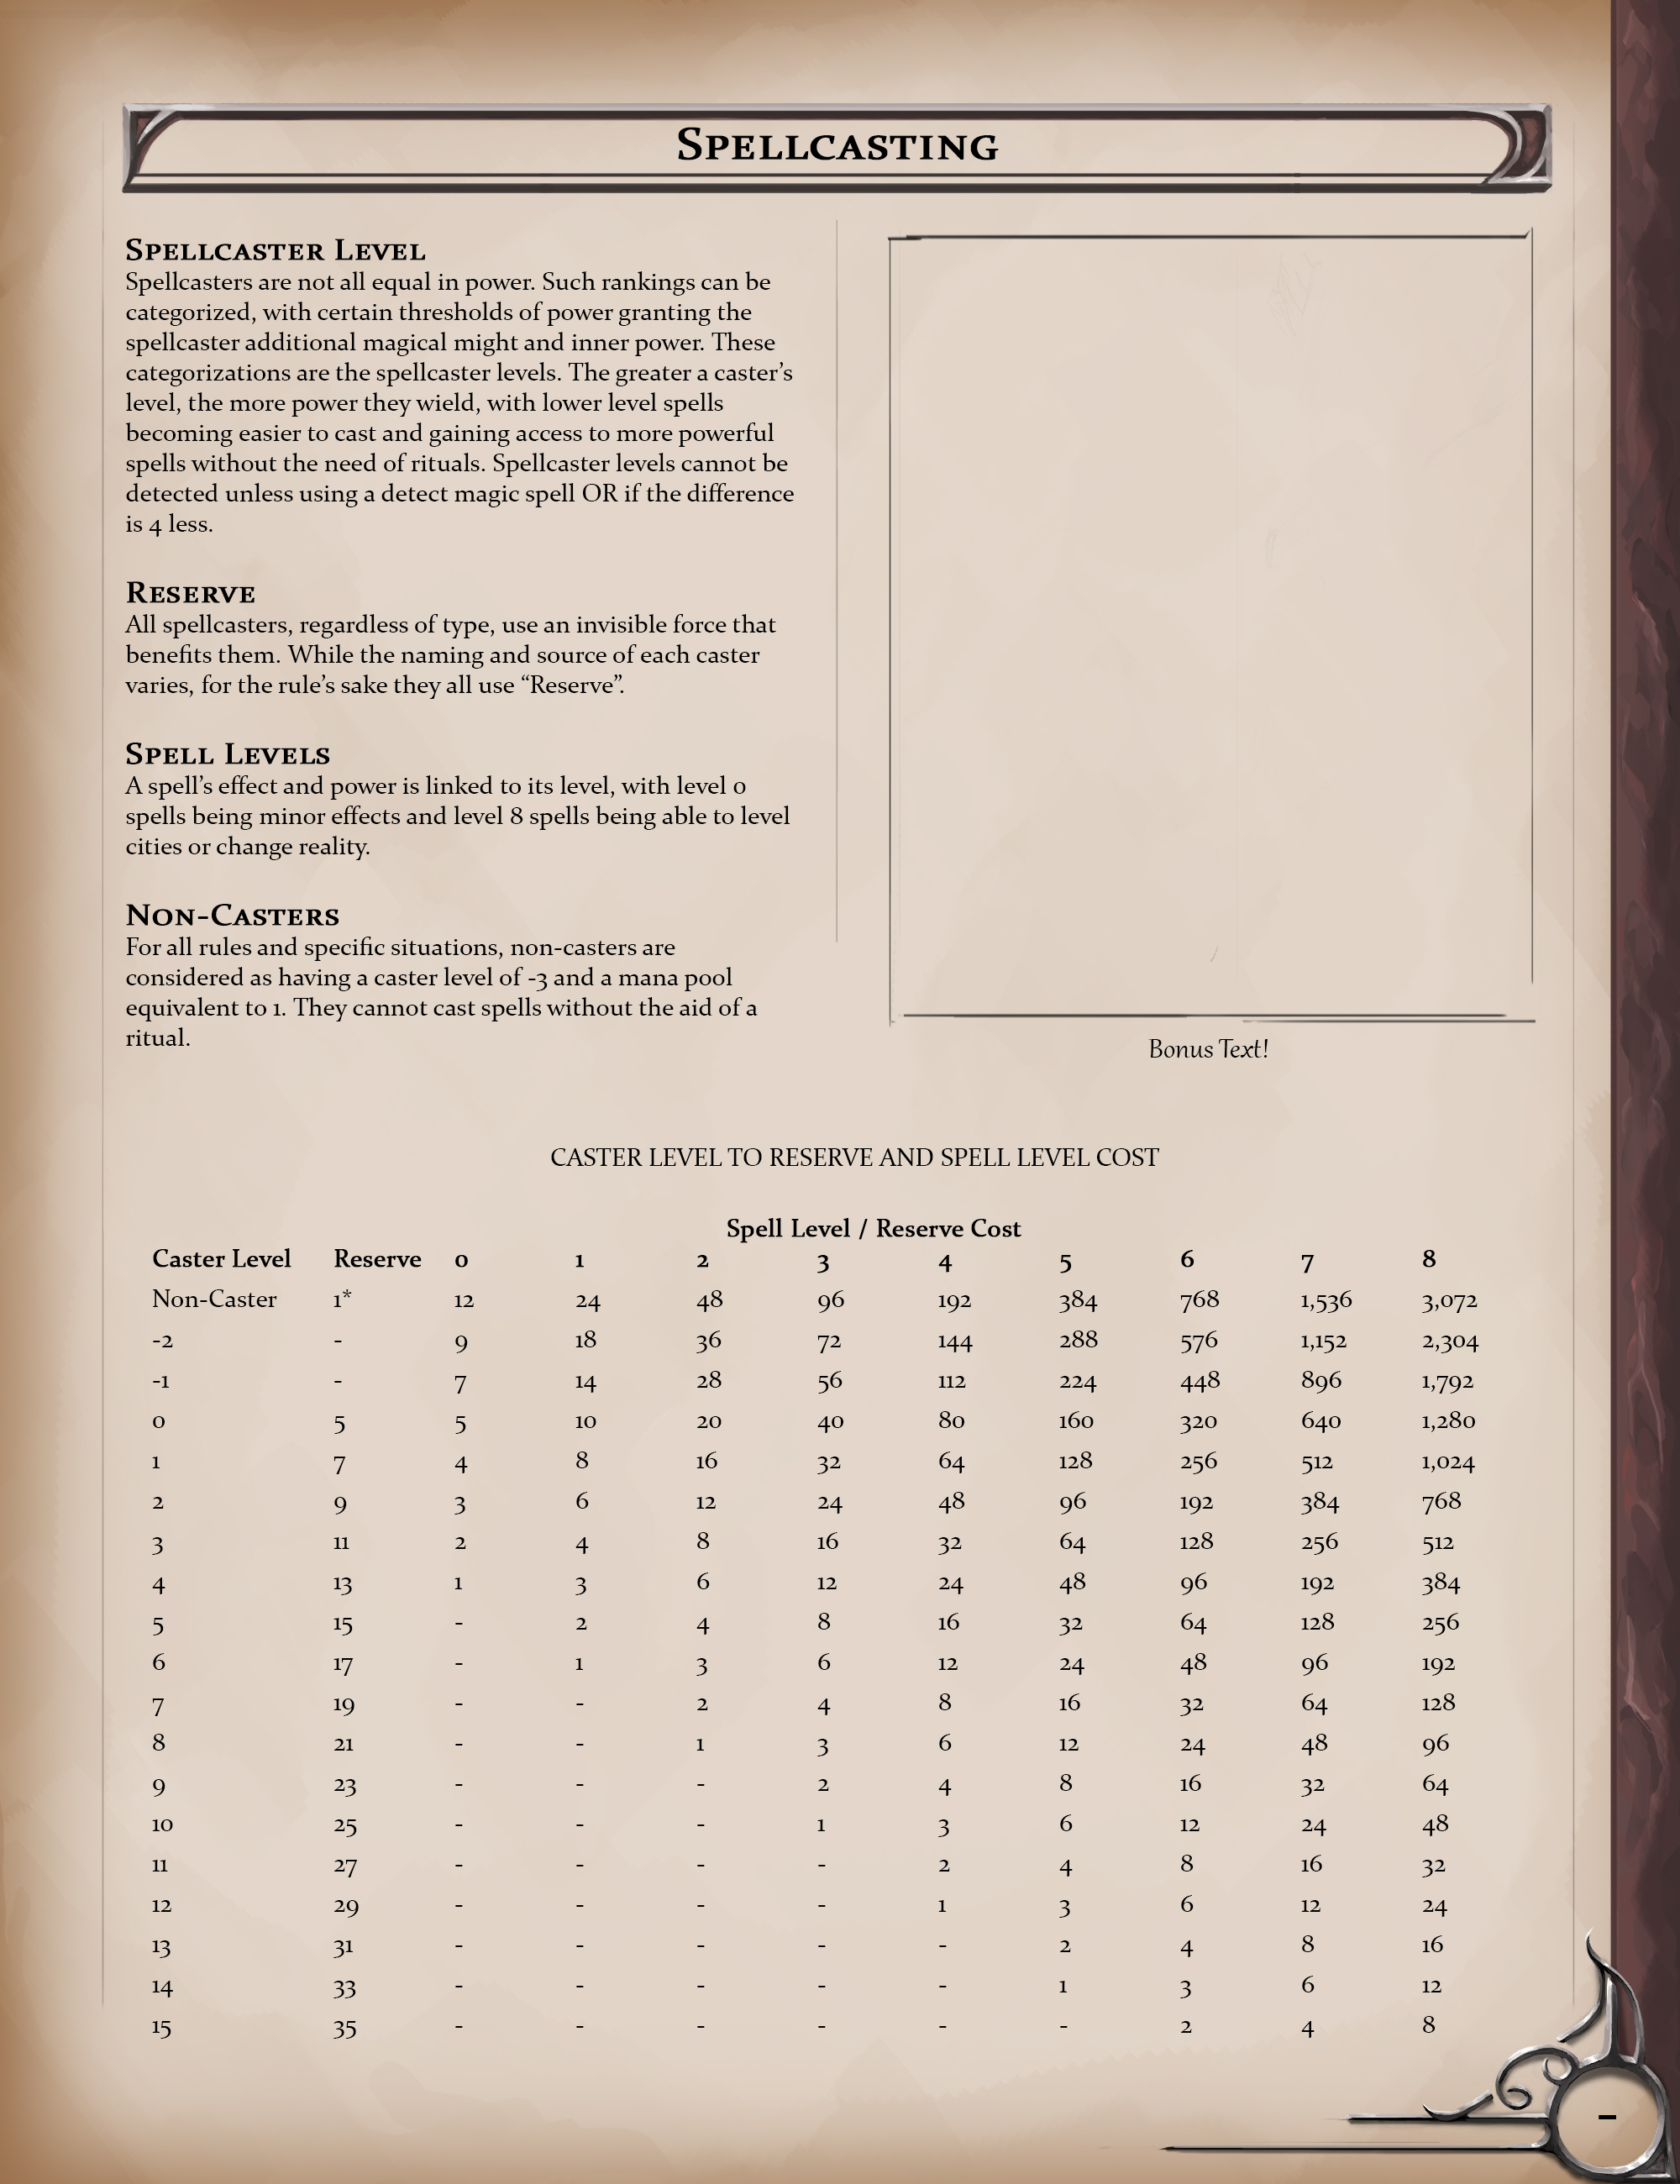 Spellcasting
Spellcaster Level
Spellcasters are not all equal in power. Such rankings can be
categorized, with certain thresholds of power granting the
spellcaster additional magical might and inner power. These
categorizations are the spellcaster levels. The greater a caster’s
level, the more power they wield, with lower level spells
becoming easier to cast and gaining access to more powerful
spells without the need of rituals. Spellcaster levels cannot be
detected unless using a detect magic spell OR if the difference
is 4 less.
Reserve
All spellcasters, regardless of type, use an invisible force that
benefits them. While the naming and source of each caster
varies, for the rule’s sake they all use “Reserve”.
Spell Levels
A spell’s effect and power is linked to its level, with level 0
spells being minor effects and level 8 spells being able to level
cities or change reality.
Non-Casters
For all rules and specific situations, non-casters are
considered as having a caster level of -3 and a mana pool
equivalent to 1. They cannot cast spells without the aid of a
ritual.
Bonus Text!
CASTER LEVEL TO RESERVE AND SPELL LEVEL COST
Spell Level / Reserve Cost
Caster Level Reserve 0 1 2 3 4 5 6 7 8
Non-Caster 1* 12 24 48 96 192 384 768 1,536 3,072
-2 - 9 18 36 72 144 288 576 1,152 2,304
-1 - 7 14 28 56 112 224 448 896 1,792
0 5 5 10 20 40 80 160 320 640 1,280
1 7 4 8 16 32 64 128 256 512 1,024
2 9 3 6 12 24 48 96 192 384 768
3 11 2 4 8 16 32 64 128 256 512
4 13 1 3 6 12 24 48 96 192 384
5 15 - 2 4 8 16 32 64 128 256
6 17 - 1 3 6 12 24 48 96 192
7 19 - - 2 4 8 16 32 64 128
8 21 - - 1 3 6 12 24 48 96
9 23 - - - 2 4 8 16 32 64
10 25 - - - 1 3 6 12 24 48
11 27 - - - - 2 4 8 16 32
12 29 - - - - 1 3 6 12 24
13 31 - - - - - 2 4 8 16
14 33 - - - - - 1 3 6 12
15 35 - - - - - - 2 4 8
-